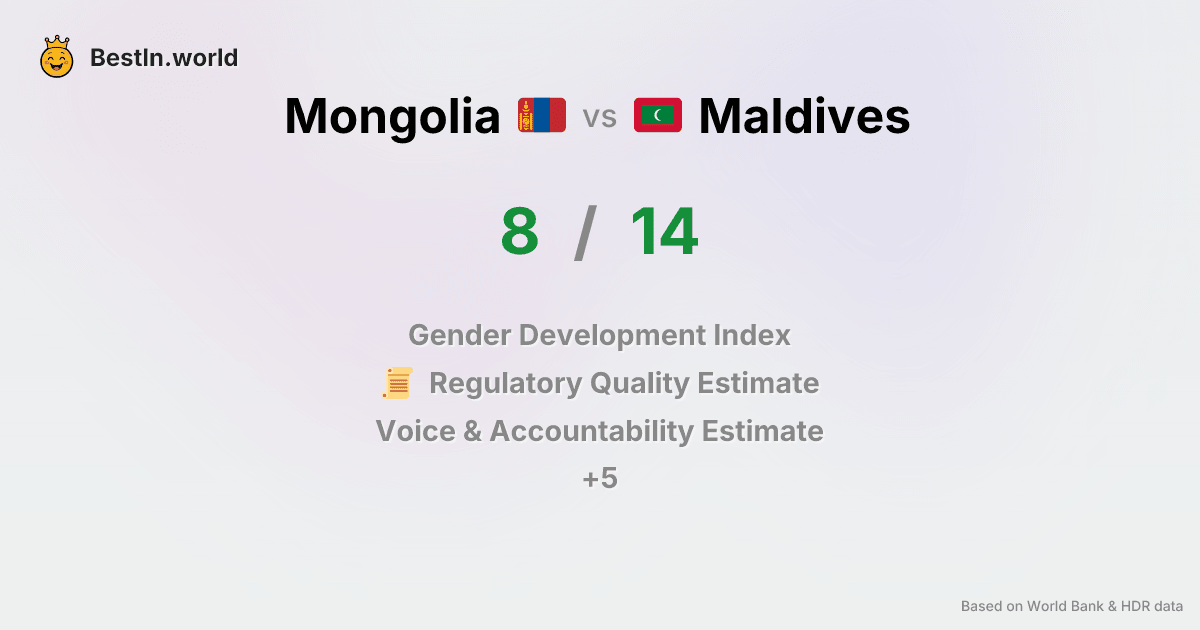 BestIn.world
Mongolia vs Maldives
8 / 14
Gender Development Index
Regulatory Quality Estimate
Voice & Accountability Estimate
+5
Based on World Bank & HDR data